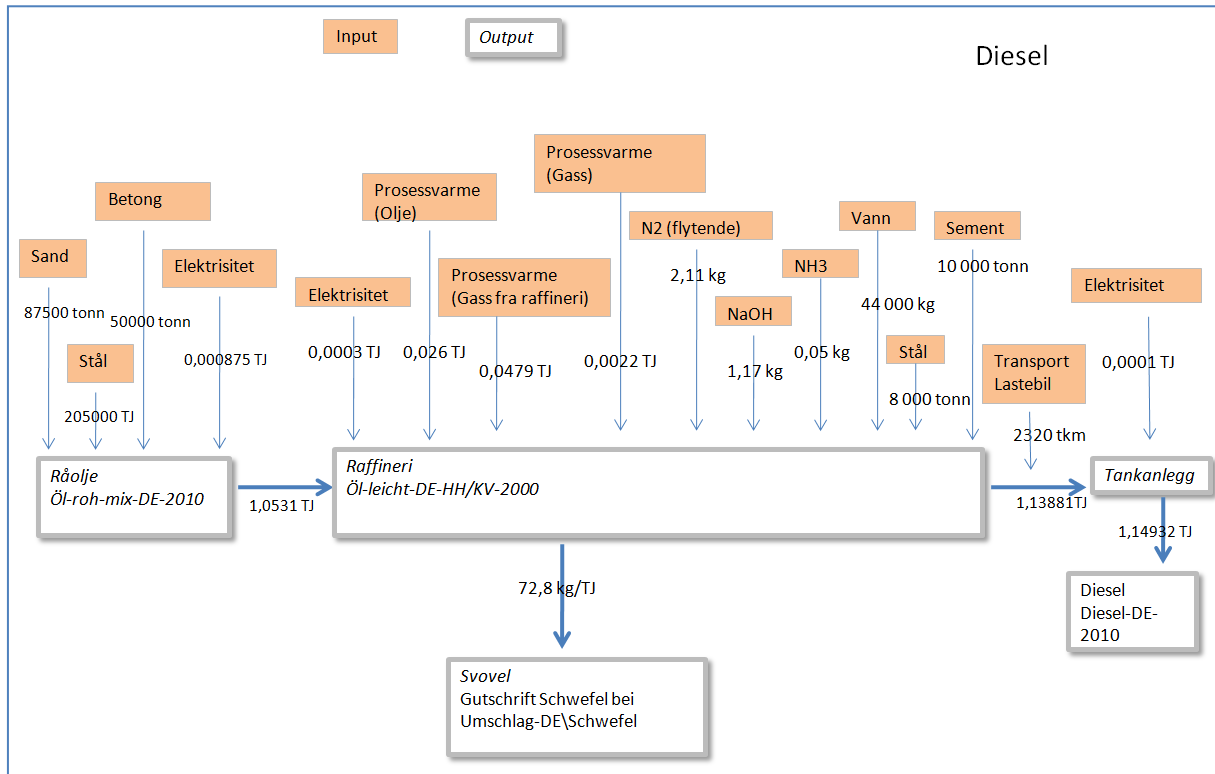 Input
Output
Diesel
Prosessvarme
(Gass)
Prosessvarme
(Olje)
Betong
N2 (flytende)
Vann
Sement
Sand
Elektrisitet
Prosessvarme
(Gass fra raffineri)
NH3
Elektrisitet
Elektrisitet
NaOH
87500 tonn
50000 tonn
2,11 kg
44 000 kg
10 000 tonn
Stål
0,000875 TJ
0,0003 TJ
0,026 TJ
0,0479 TJ
0,0022 TJ
1,17 kg
0,05 kg
Stål
Transport
Lastebil
0,0001 TJ
205000 TJ
8 000 tonn
2320 tkm
Råolje
Öl-roh-mix-DE-2010
1,0531 TJ
Raffineri
Öl-leicht-DE-HH/KV-2000
1,13881TJ
Tankanlegg
1,14932 TJ
72,8 kg/TJ
Diesel
Diesel-DE-
2010
Svovel
Gutschrift Schwefel bei
Umschlag-DE\Schwefel